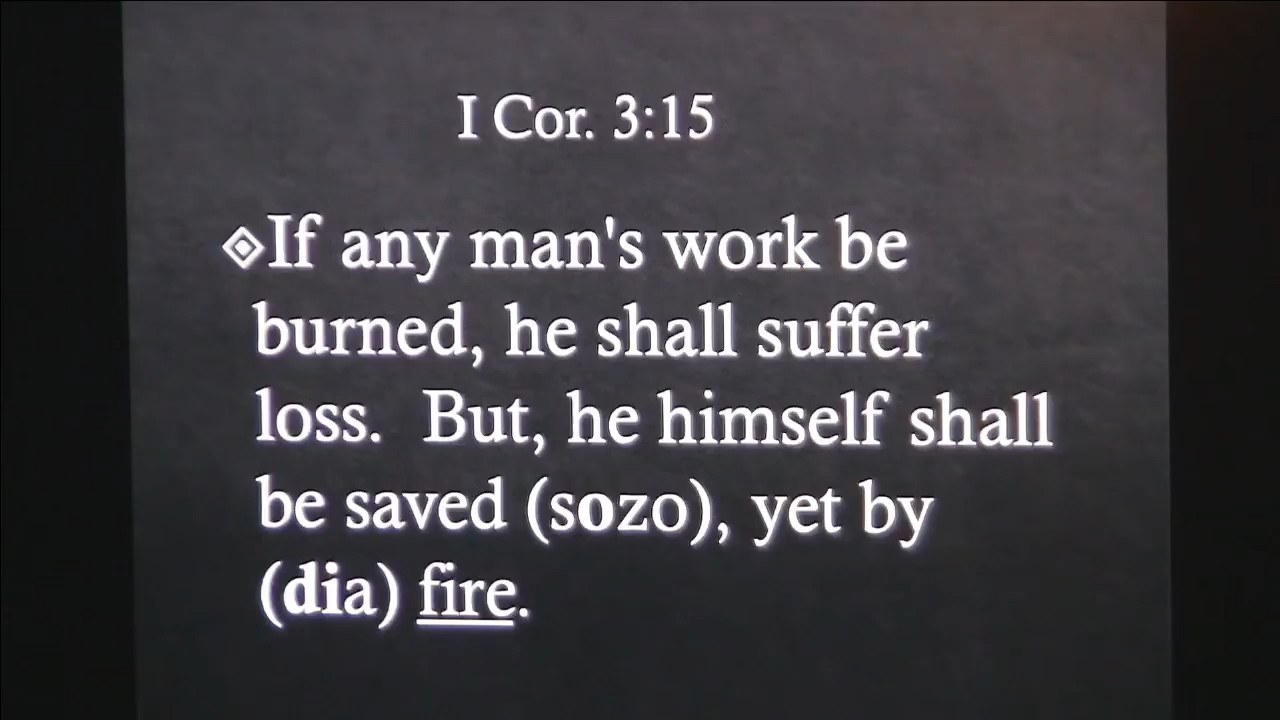 I Cor. 3:15
If any man's work be
burned, he shall suffer
loss.  But, he himself shall
be saved (sozo), yet by
(dia) fire.